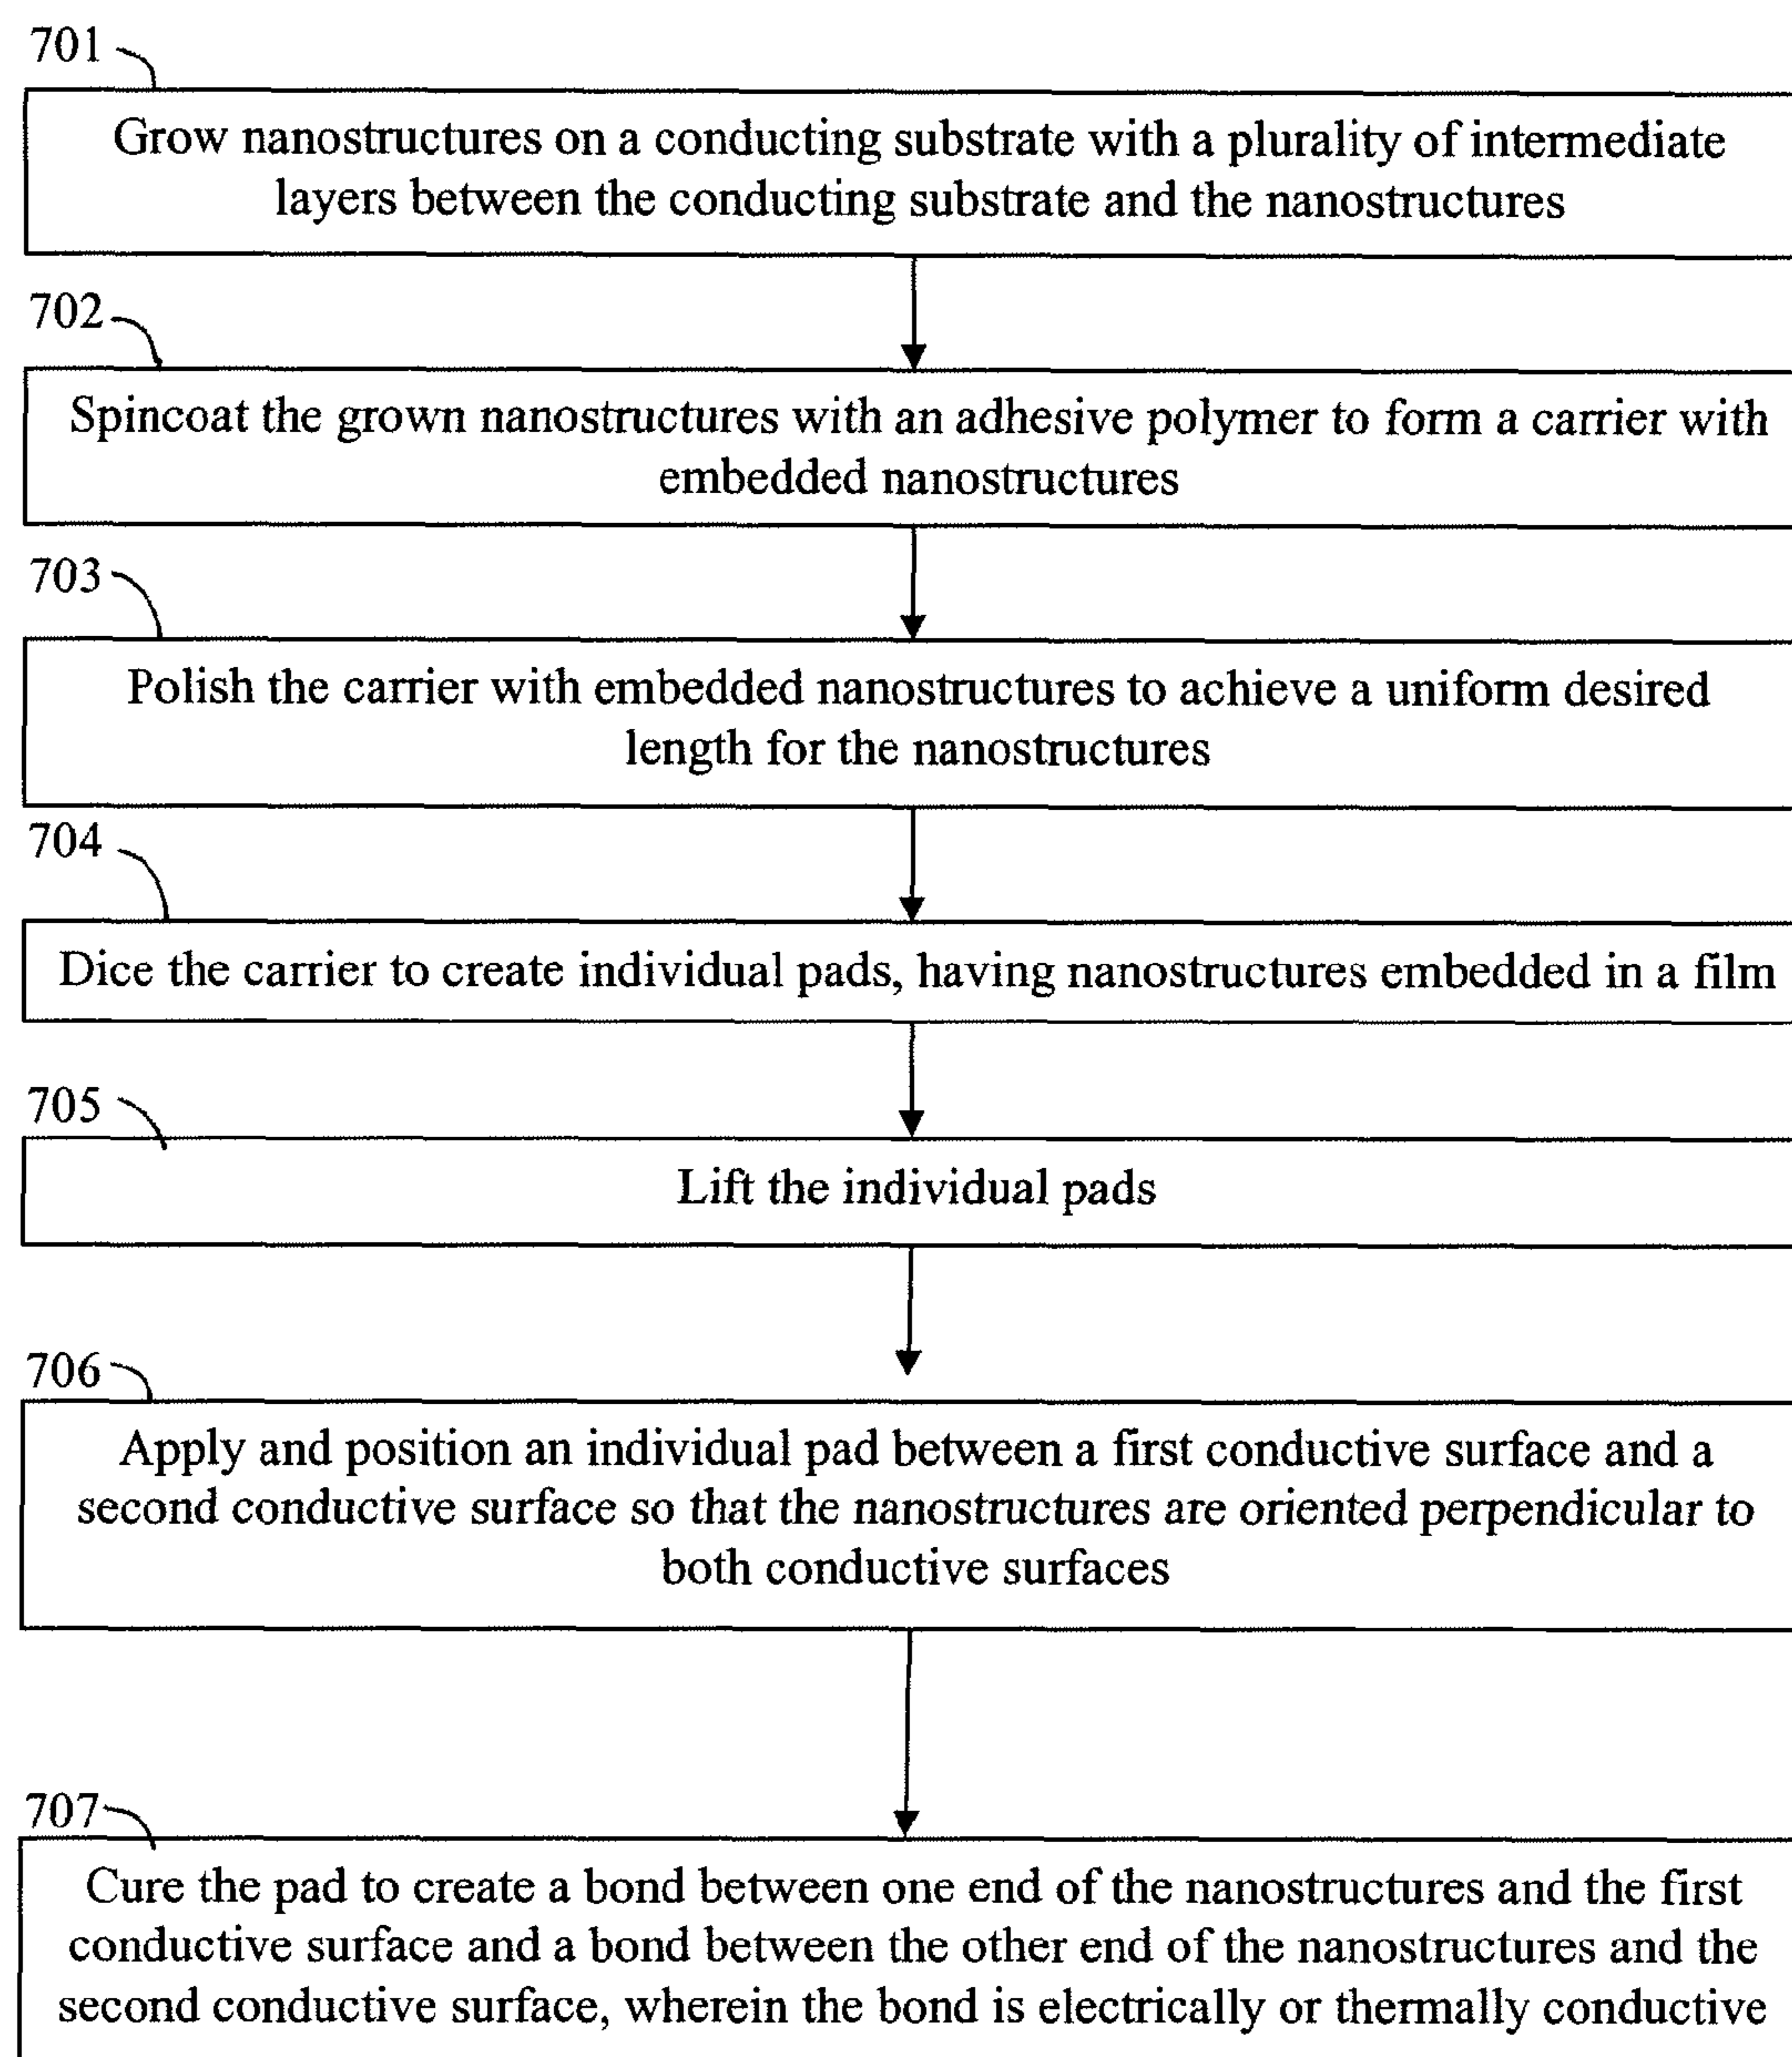 701
Grow nanostructures on a conducting substrate with a plurality of intermediate
layers between the conducting substrate and the nanostructures
702
Spincoat the grown nanostructures with an adhesive polymer to form a carrier with
embedded nanostructures
703
Polish the carrier with embedded nanostructures to achieve a uniform desired
length for the nanostructures
704
Dice the carrier to create individual pads, having nanostructures embedded in a film
705
Lift the individual pads
706
Apply and position an individual pad between a first conductive surface and a
second conductive surface so that the nanostructures are oriented perpendicular to
both conductive surfaces
707
Cure the pad to create a bond between one end of the nanostructures and the first
conductive surface and a bond between the other end of the nanostructures and the
second conductive surface, wherein the bond is electrically or thermally conductive